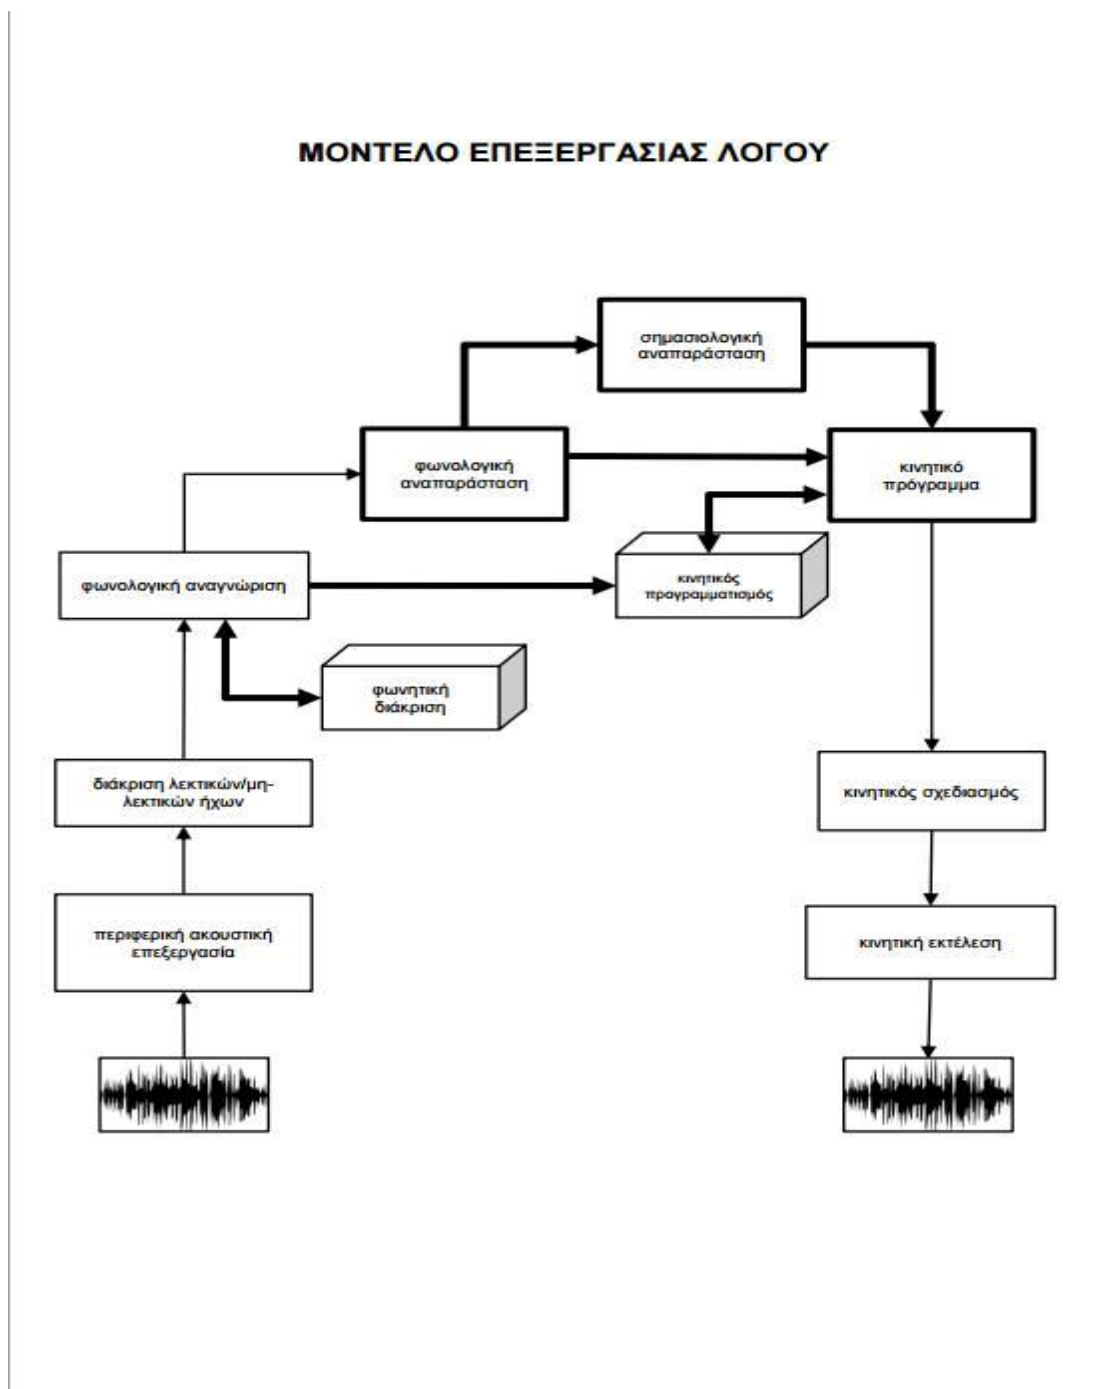 ΜΟΝΤΕΛΟ ΕΠΕΞΕΡΓΑΣΙΑΣ ΛΟΓΟΥ
σημασιολογική
αναπαράσταση
φωνολογική
αναπαράσταση
κινητικό
πρόγραμμα
φωνολογική αναγνώριση
κινητικός
προγραμματισμός
φωνητική
διάκριση
διάκριση λεκτικών/μη-
λεκτικών ήχων
κινητικός σχεδιασμός
περιφερική ακουστική
επεξεργασία
κινητική εκτέλεση